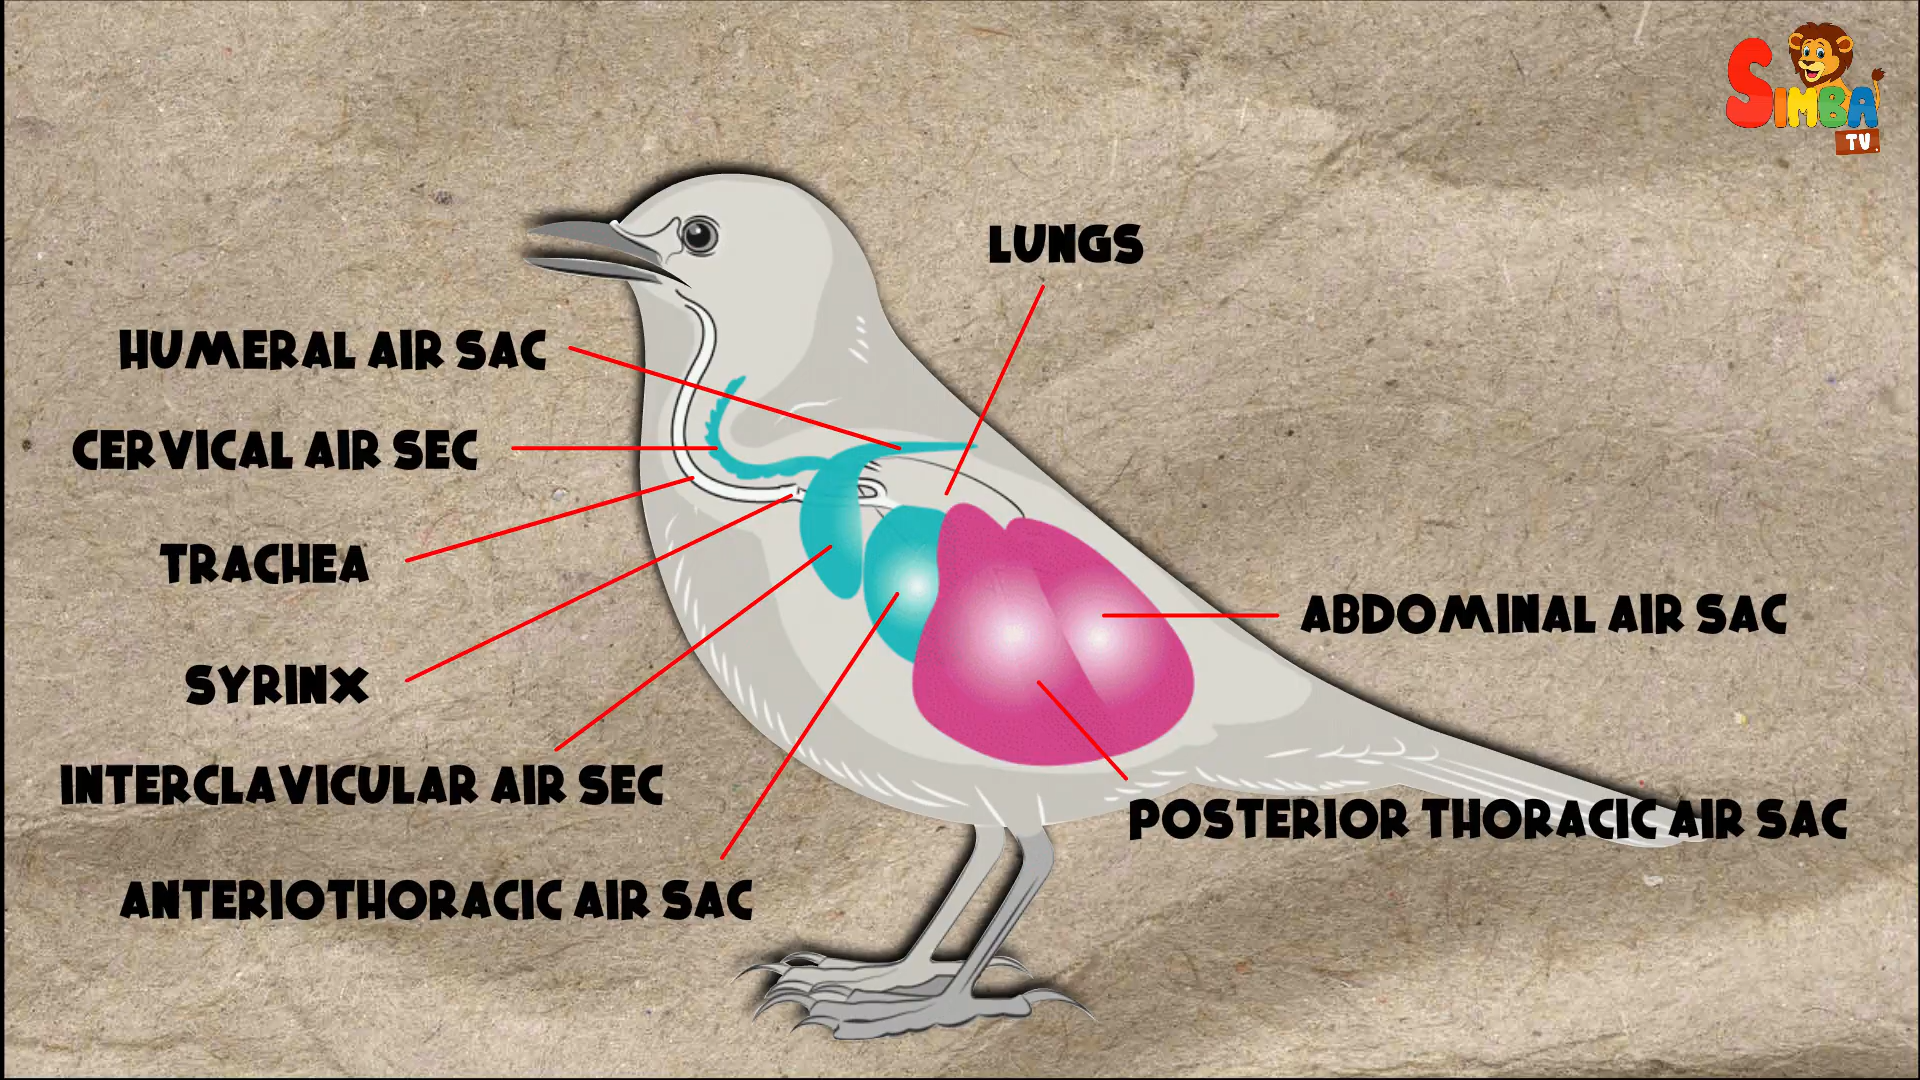 SIMBA
TV
LUNGS
HUMERAL AIR SAC
CERVICAL AIR SEC
TRACHEA
SYRINX
INTERCLAVICULAR AIR SEC
ANTERIOTHORACIC AIR SAC
ABDOMINAL AIR SAC
POSTERIOR THORACIC AIR SAC